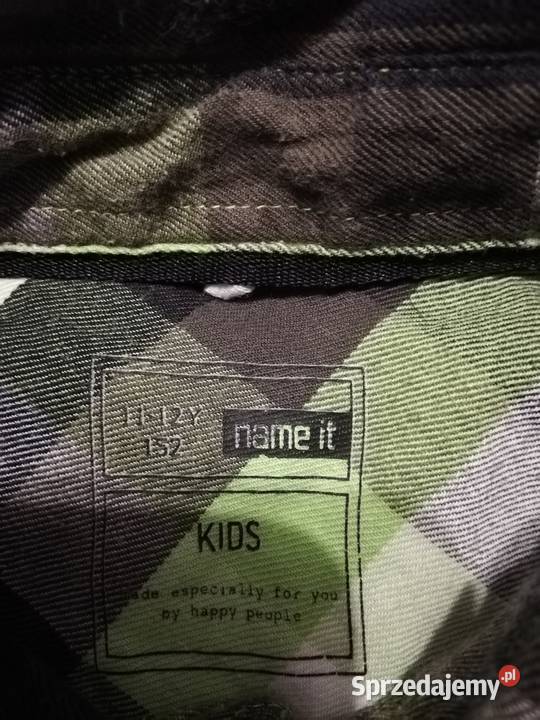 11-12Y
152
name it
KIDS
made especially for you
by happy people
Sprzedajemy.pl